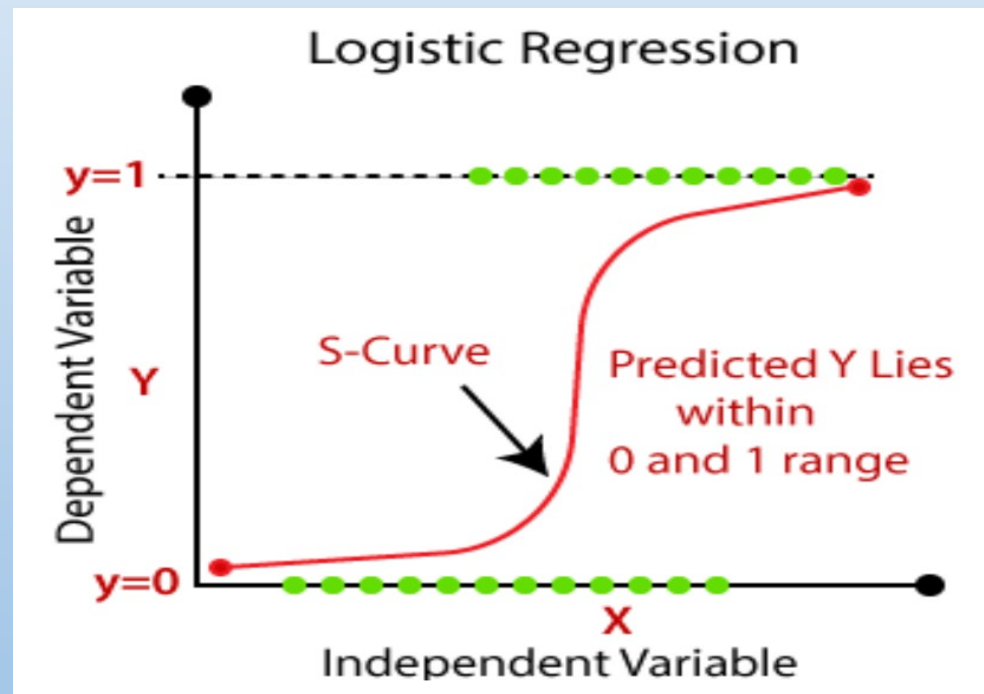 Logistic Regression
y=1
Dependent Variable
Y
S-Curve
Predicted Y Lies
within
0 and 1 range
y=0
X
Independent Variable